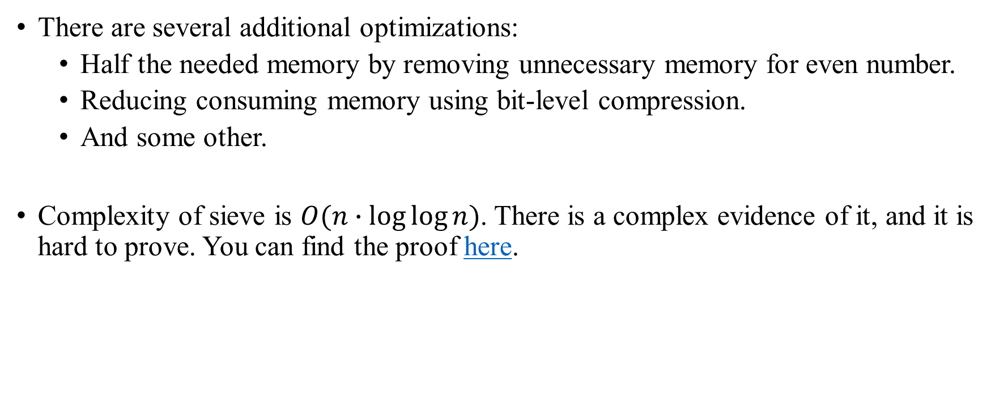 • There are several additional optimizations:
• Half the needed memory by removing unnecessary memory for even number.
• Reducing consuming memory using bit-level compression.
• And some other.
• Complexity of sieve is O(n · log log n). There is a complex evidence of it, and it is
hard to prove. You can find the proof here.